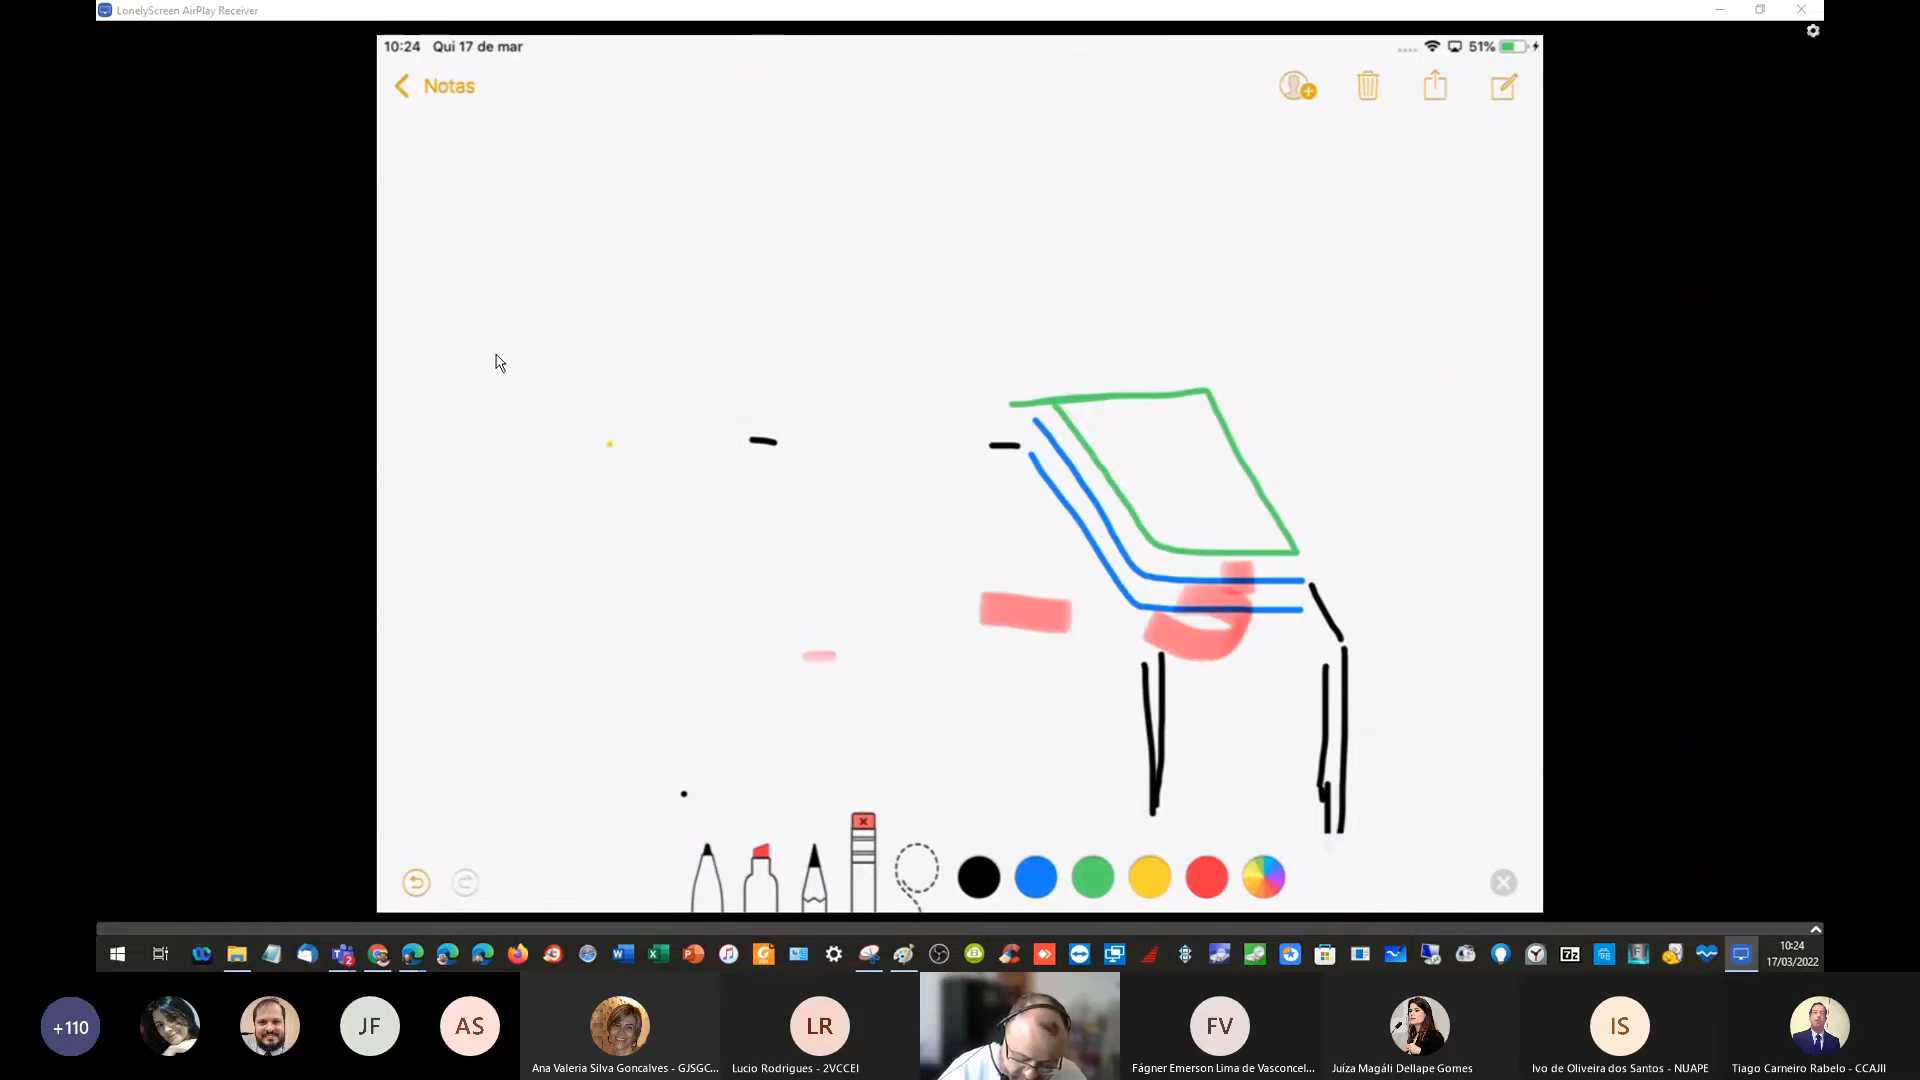 LonelyScreen AirPlay Receiver
10:24 Qui 17 de mar
51%
Notas
10:24
17/03/2022
+110
JF
AS
Ana Valeria Silva Goncalves - GJSGC...
LR
Lucio Rodrigues - 2VCCEI
FV
Fágner Emerson Lima de Vasconcel...
Juíza Magáli Dellape Gomes
IS
Ivo de Oliveira dos Santos - NUAPE
Tiago Carneiro Rabelo - CCAJII